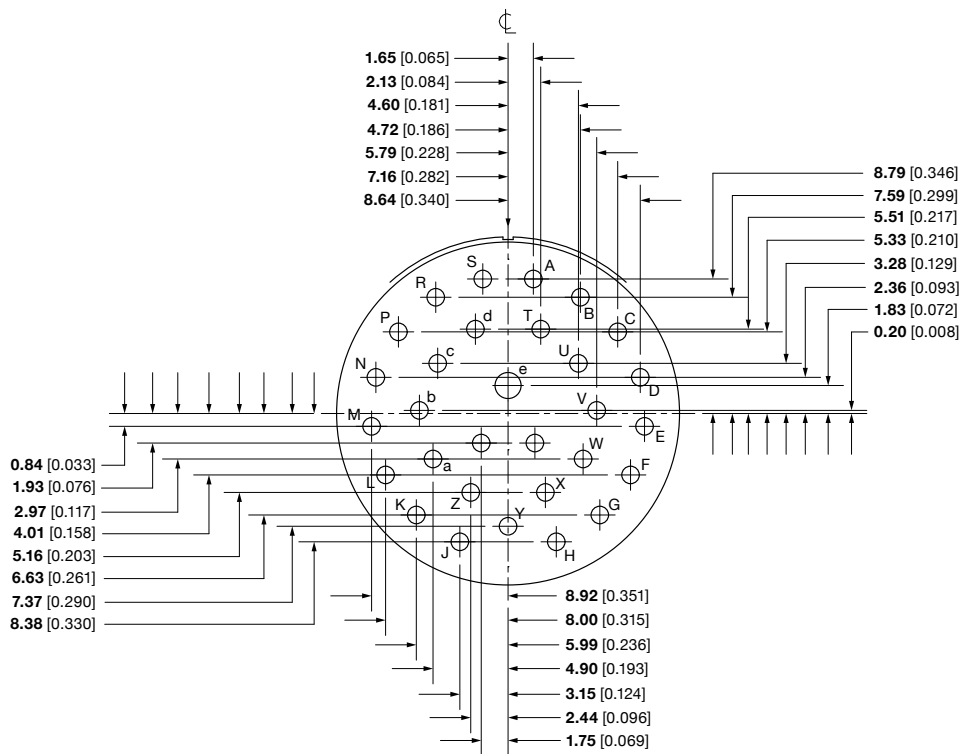 ℄
1.65 [0.065]
2.13 [0.084]
4.60 [0.181]
4.72 [0.186]
5.79 [0.228]
7.16 [0.282]
8.64 [0.340]
8.79 [0.346]
7.59 [0.299]
5.51 [0.217]
5.33 [0.210]
3.28 [0.129]
2.36 [0.093]
1.83 [0.072]
0.20 [0.008]
S A
R B
P d T C
N c U
e D
M b V E
a W
L F
Z X
K G
Y
J H
0.84 [0.033]
1.93 [0.076]
2.97 [0.117]
4.01 [0.158]
5.16 [0.203]
6.63 [0.261]
7.37 [0.290]
8.38 [0.330]
8.92 [0.351]
8.00 [0.315]
5.99 [0.236]
4.90 [0.193]
3.15 [0.124]
2.44 [0.096]
1.75 [0.069]